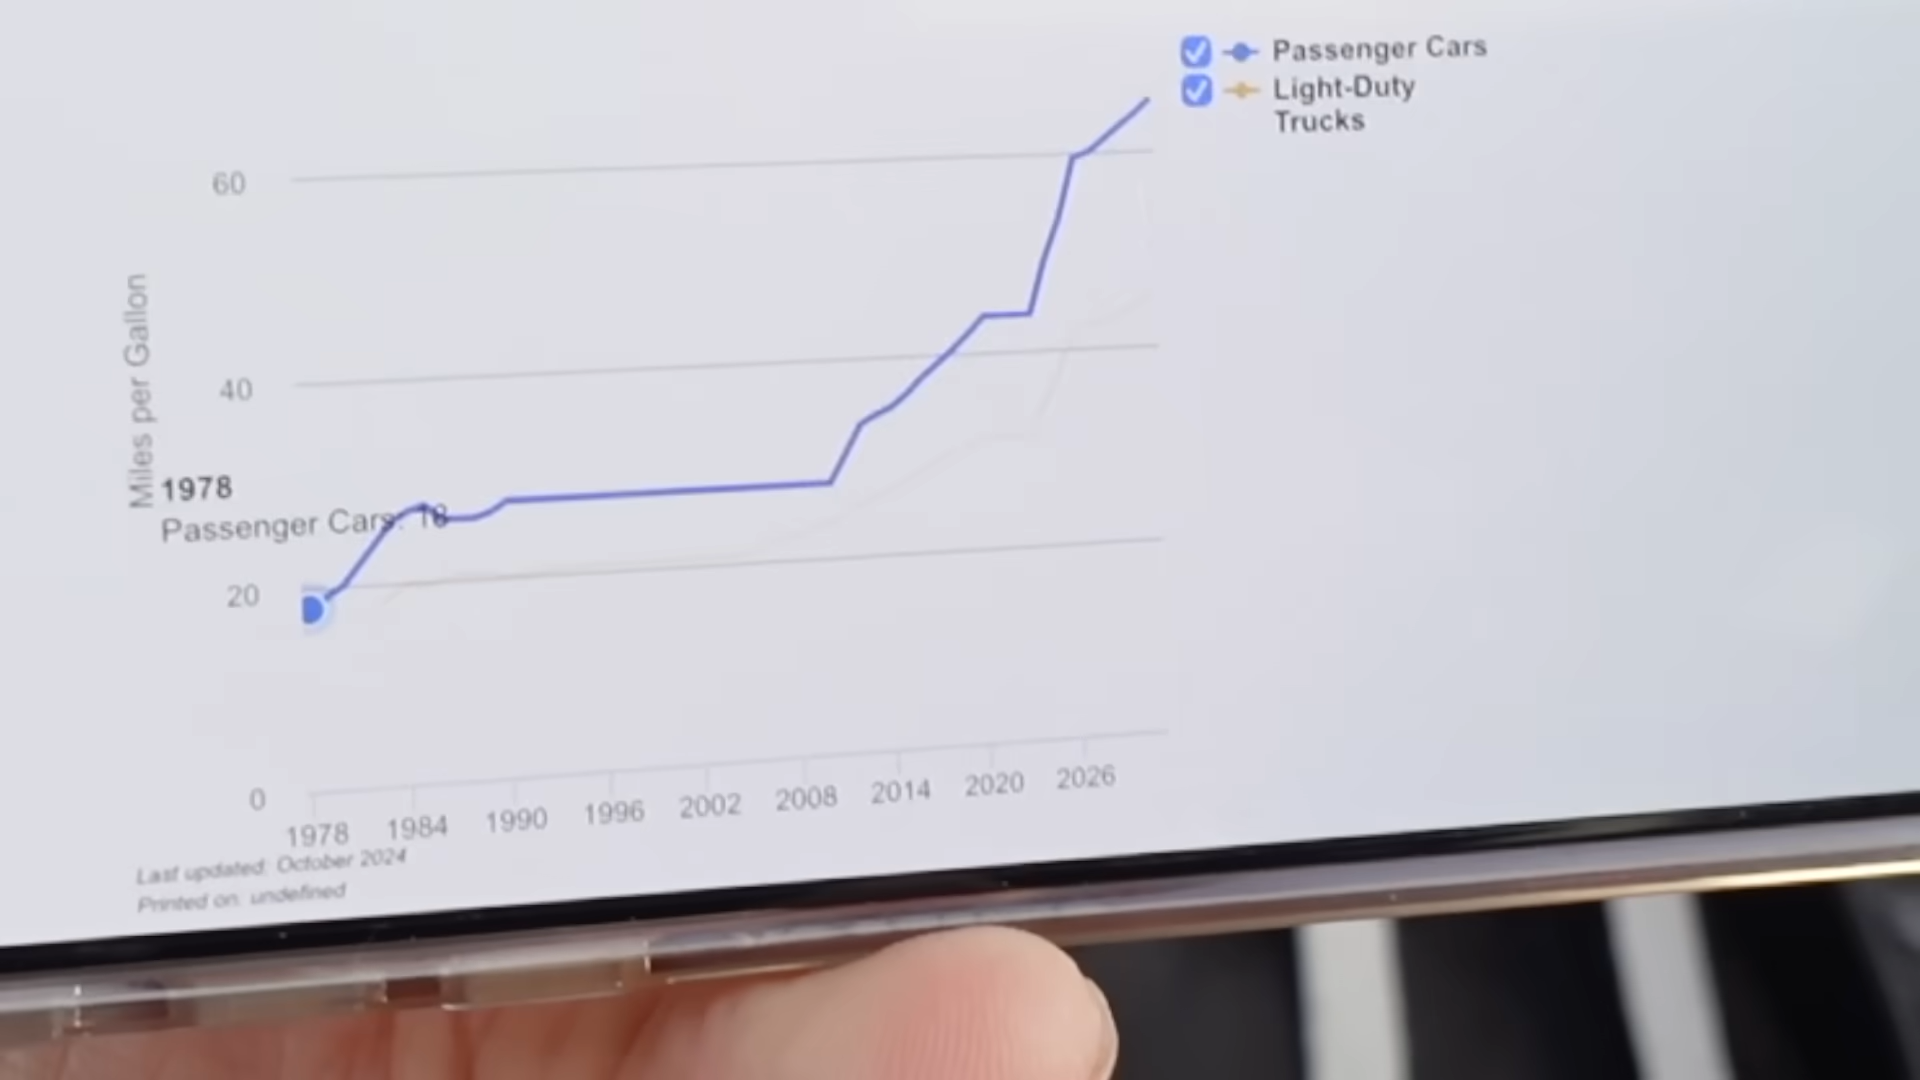 Passenger Cars
Light-Duty
Trucks
60
Miles per Gallon
40
1978
Passenger Cars: 18
20
0
1978 1984 1990 1996 2002 2008 2014 2020 2026
Last updated: October 2024
Printed on: undefined